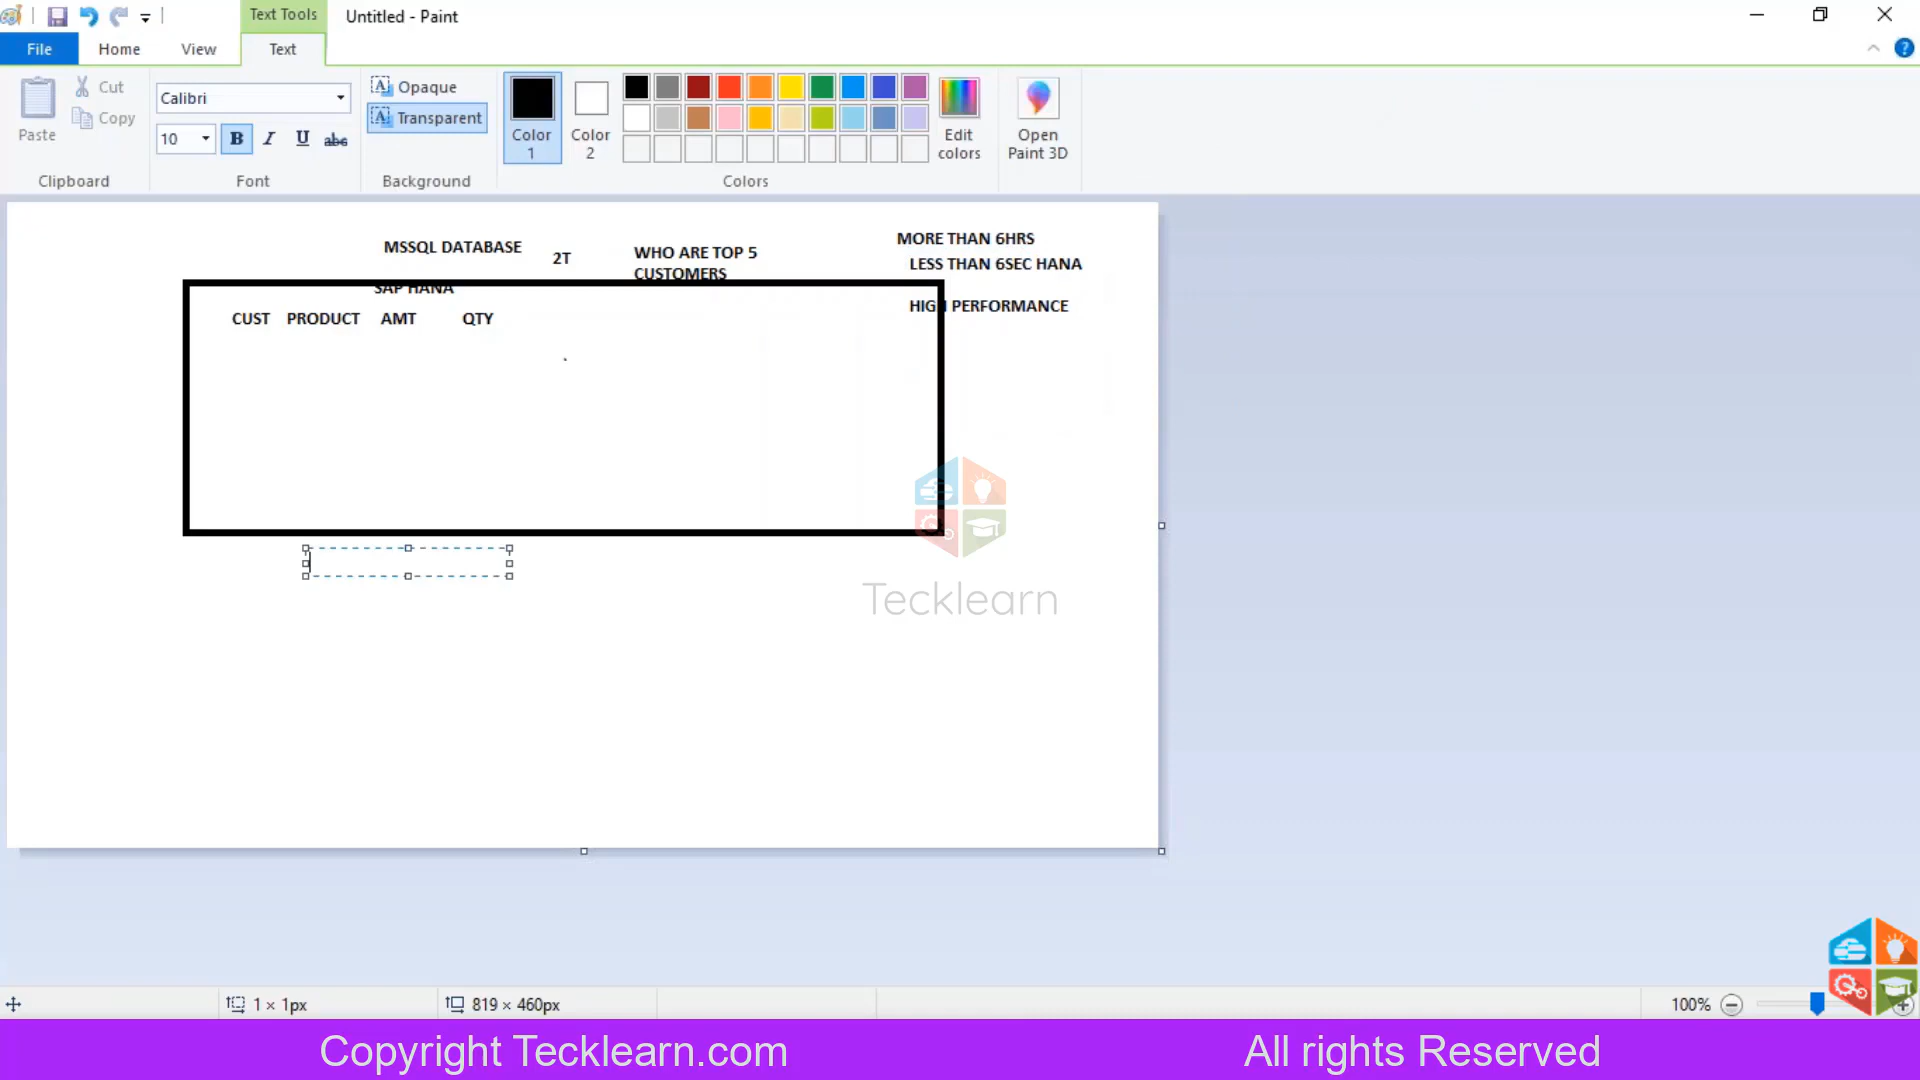 Text Tools
Untitled - Paint
File Home View Text
Paste
Cut
Copy
Clipboard
Calibri
10 B I U abc
Font
Opaque
Transparent
Background
Color 1
Color 2
Edit colors
Colors
Open Paint 3D
MORE THAN 6HRS
MSSQL DATABASE
2T
WHO ARE TOP 5
CUSTOMERS
LESS THAN 6SEC HANA
SAP HANA
HIGH PERFORMANCE
CUST PRODUCT AMT QTY
Tecklearn
1 × 1px
819 × 460px
100%
Copyright Tecklearn.com
All rights Reserved